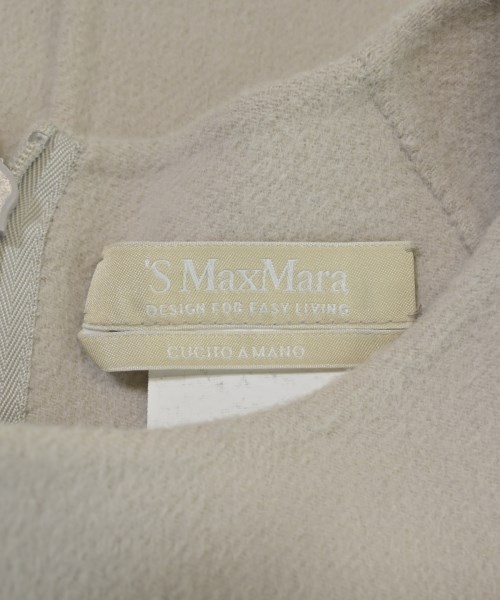 'S MaxMara
DESIGN FOR EASY LIVING
CUCITO A MANO